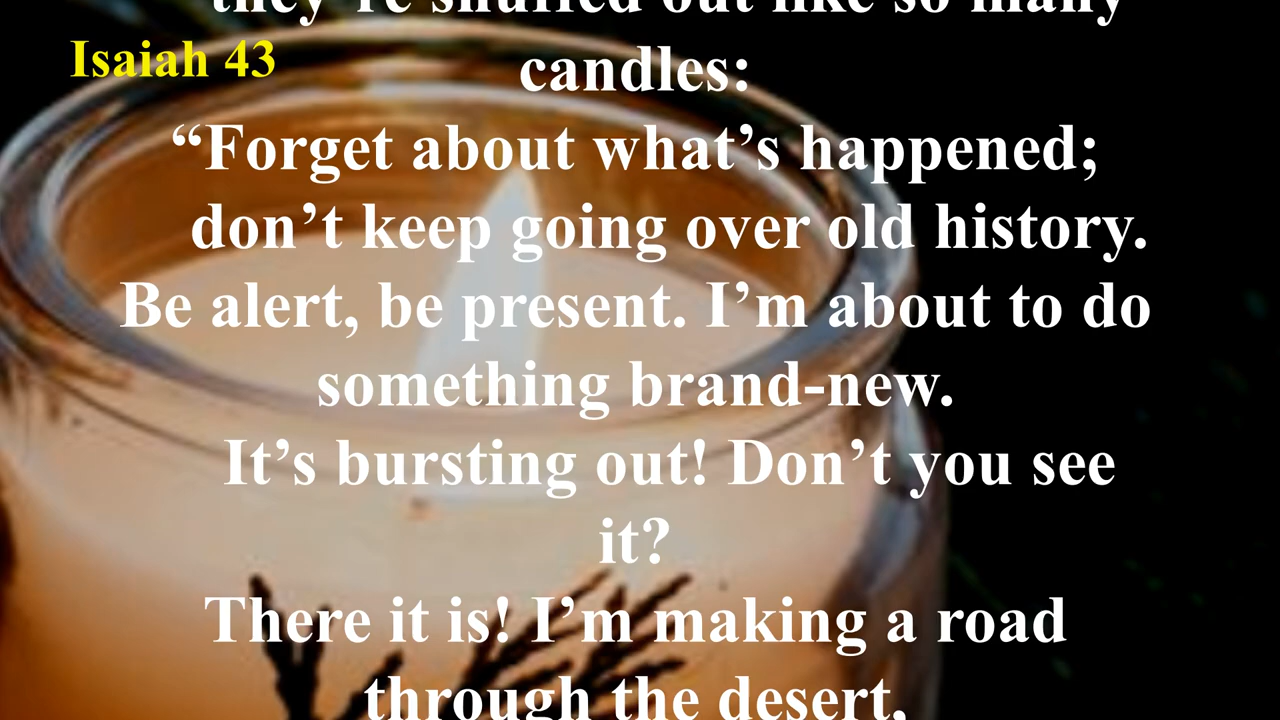 they're snuffed out like so many
Isaiah 43
candles:
“Forget about what’s happened;
don’t keep going over old history.
Be alert, be present. I’m about to do
something brand-new.
It’s bursting out! Don’t you see
it?
There it is! I’m making a road
through the desert,